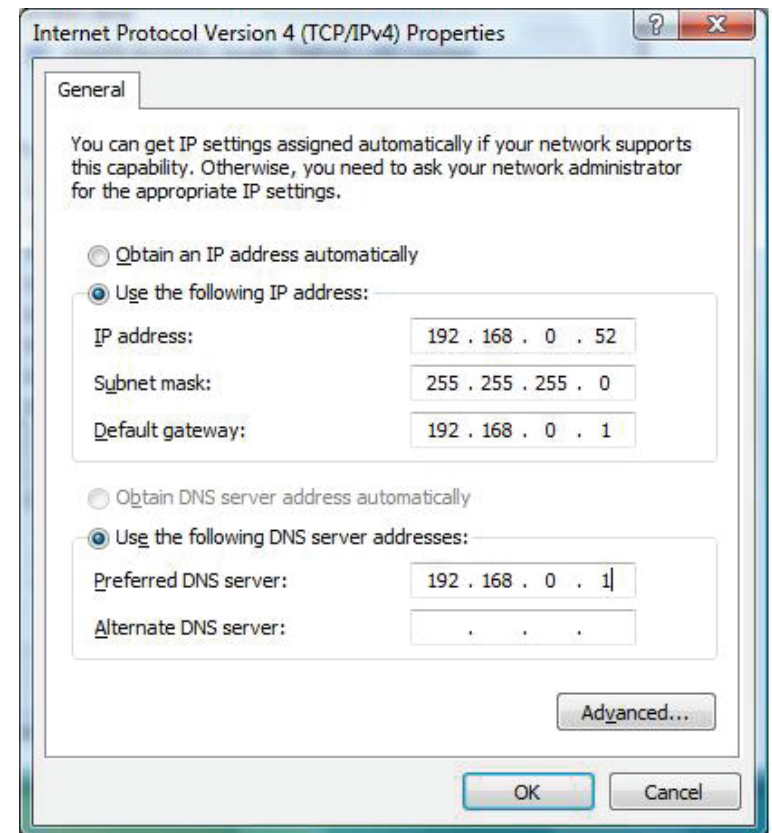 Internet Protocol Version 4 (TCP/IPv4) Properties
?
X
General
You can get IP settings assigned automatically if your network supports
this capability. Otherwise, you need to ask your network administrator
for the appropriate IP settings.
Obtain an IP address automatically
Use the following IP address:
IP address: 192 . 168 . 0 . 52
Subnet mask: 255 . 255 . 255 . 0
Default gateway: 192 . 168 . 0 . 1
Obtain DNS server address automatically
Use the following DNS server addresses:
Preferred DNS server: 192 . 168 . 0 . 1
Alternate DNS server: . . .
Advanced...
OK Cancel